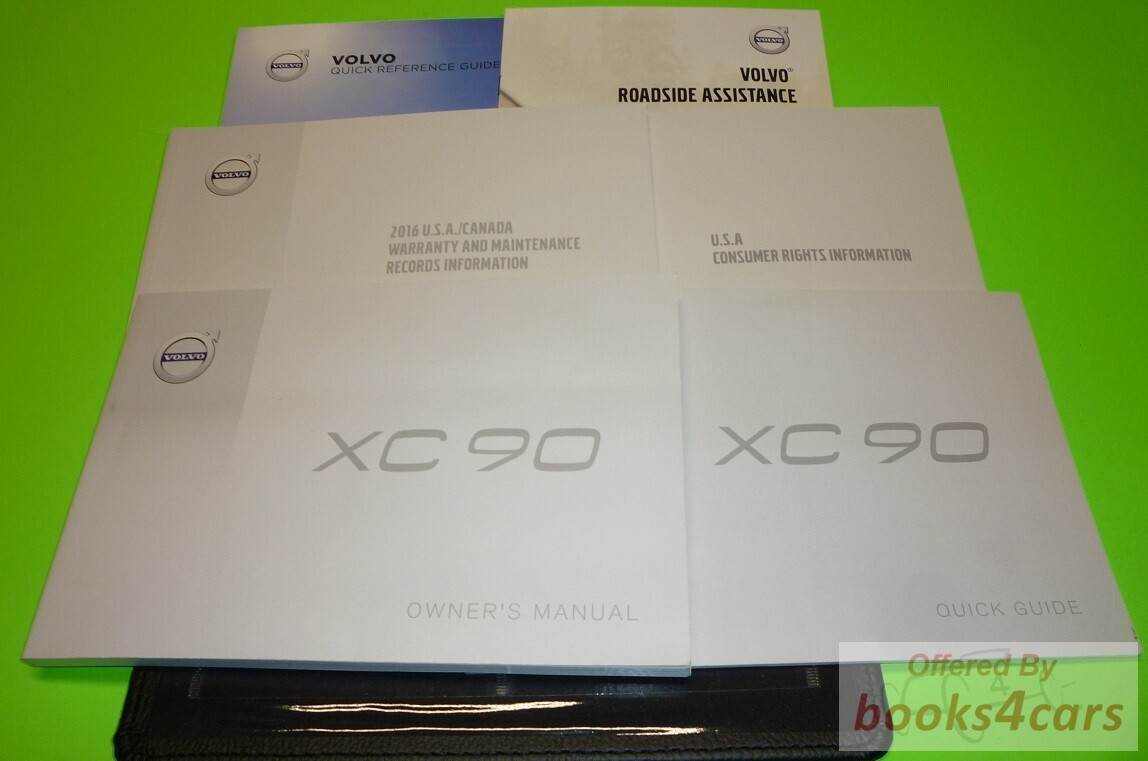 VOLVO
VOLVO
QUICK REFERENCE GUIDE
VOLVO
VOLVO®
ROADSIDE ASSISTANCE
VOLVO
2016 U.S.A./CANADA
WARRANTY AND MAINTENANCE
RECORDS INFORMATION
U.S.A
CONSUMER RIGHTS INFORMATION
VOLVO
XC90
OWNER'S MANUAL
XC90
QUICK GUIDE
Offered By
books4cars